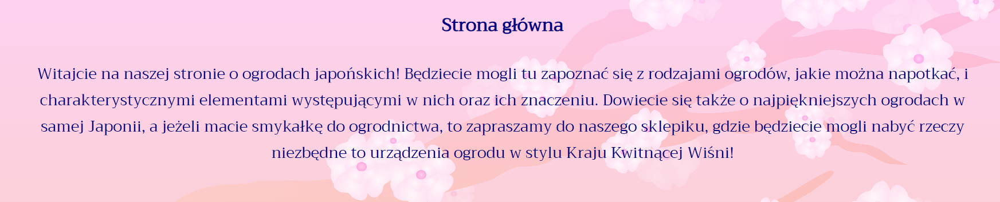 Strona główna
Witajcie na naszej stronie o ogrodach japońskich! Będziecie mogli tu zapoznać się z rodzajami ogrodów, jakie można napotkać, i
charakterystycznymi elementami występującymi w nich oraz ich znaczeniu. Dowiecie się także o najpiękniejszych ogrodach w
samej Japonii, a jeżeli macie smykałkę do ogrodnictwa, to zapraszamy do naszego sklepiku, gdzie będziecie mogli nabyć rzeczy
niezbędne to urządzenia ogrodu w stylu Kraju Kwitnącej Wiśni!